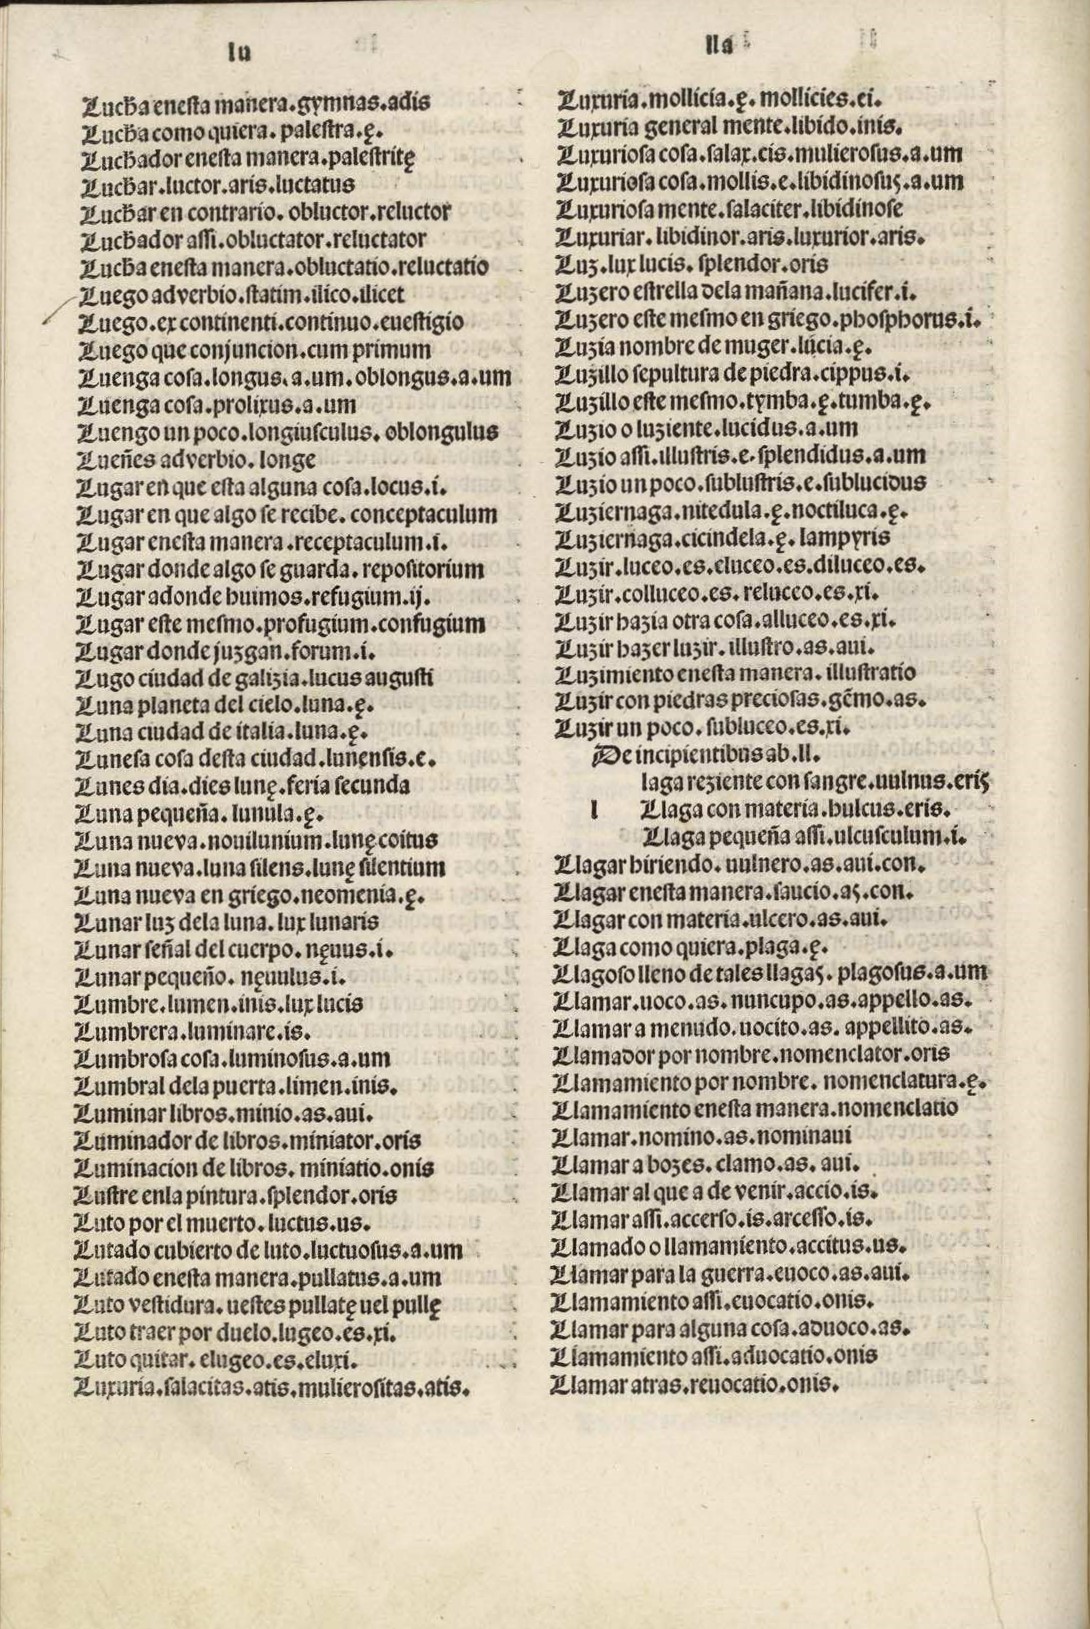 lu
Lucha enesta manera.gymnas.adis
Lucha como quiera. palestra.ę.
Luchador enesta manera.palestritę
Luchar.luctor.aris.luctatus
Luchar en contrario. obluctor.reluctor
Luchador assi.obluctator.reluctator
Lucha enesta manera.obluctatio.reluctatio
Luego adverbio.statim.ilico.ilicet
Luego.ex continenti.continuo.euestigio
Luego que conjuncion.cum primum
Luenga cosa.longus.a.um.oblongus.a.um
Luenga cosa.prolixus.a.um
Luengo un poco.longiusculus. oblongulus
Lueñes adverbio. longe
Lugar en que esta alguna cosa.locus.i.
Lugar en que algo se recibe. conceptaculum
Lugar enesta manera.receptaculum.i.
Lugar donde algo se guarda. repositorium
Lugar adonde huimos.refugium.ij.
Lugar este mesmo.profugium.confugium
Lugar donde juzgan.forum.i.
Lugo ciudad de galizia.lucus augusti
Luna planeta del cielo.luna.ę.
Luna ciudad de italia.luna.ę.
Lunesa cosa desta ciudad.lunensis.e.
Lunes dia.dies lunę.feria secunda
Luna pequeña. lunula.ę.
Luna nueva.nouilunium.lunę coitus
Luna nueva.luna silens.lunę silentium
Luna nueva en griego.neomenia.ę.
Lunar luz dela luna. lux lunaris
Lunar señal del cuerpo. nęuus.i.
Lunar pequeño. nęuulus.i.
Lumbre.lumen.inis.lux lucis
Lumbrera.luminare.is.
Lumbrosa cosa.luminosus.a.um
Lumbral dela puerta.limen.inis.
Luminar libros.minio.as.aui.
Luminador de libros.miniator.oris
Luminacion de libros. miniatio.onis
Lustre enla pintura.splendor.oris
Luto por el muerto.luctus.us.
Lutado cubierto de luto.luctuosus.a.um
Lutado enesta manera.pullatus.a.um
Luto vestidura. uestes pullatę uel pullę
Luto traer por duelo.lugeo.es.xi.
Luto quitar. elugeo.es.eluxi.
Luxuria.salacitas.atis.mulierositas.atis.
lla
Luxuria.mollicia.ę. mollicies.ei.
Luxuria general mente.libido.inis.
Luxuriosa cosa.salax.cis.mulierosus.a.um
Luxuriosa cosa.mollis.e.libidinosus.a.um
Luxuriosa mente.salaciter.libidinose
Luxuriar. libidinor.aris.luxurior.aris.
Luz.lux lucis. splendor.oris
Luzero estrella dela mañana.lucifer.i.
Luzero este mesmo en griego.phosphorus.i.
Luzia nombre de muger.lucia.ę.
Luzillo sepultura de piedra.cippus.i.
Luzillo este mesmo.tymba.ę.tumba.ę.
Luzio o luziente.lucidus.a.um
Luzio assi.illustris.e.splendidus.a.um
Luzio un poco.sublustris.e.sublucidus
Luziernaga.nitedula.ę.noctiluca.ę.
Luziernaga.cicindela.ę. lampyris
Luzir.luceo.es.eluceo.es.diluceo.es.
Luzir.colluceo.es. reluceo.es.xi.
Luzir hazia otra cosa.alluceo.es.xi.
Luzir hazer luzir. illustro.as.aui.
Luzimiento enesta manera. illustratio
Luzir con piedras preciosas.gẽmo.as.
Luzir un poco. subluceo.es.xi.
De incipientibus ab.ll.
laga reziente con sangre.uulnus.eris
l Llaga con materia.hulcus.eris.
Llaga pequeña assi.ulcusculum.i.
Llagar hiriendo. uulnero.as.aui.con.
Llagar enesta manera.saucio.as.con.
Llagar con materia.ulcero.as.aui.
Llaga como quiera.plaga.ę.
Llagoso lleno de tales llagas. plagosus.a.um
Llamar.uoco.as. nuncupo.as.appello.as.
Llamar a menudo.uocito.as. appellito.as.
Llamador por nombre.nomenclator.oris
Llamamiento por nombre. nomenclatura.ę.
Llamamiento enesta manera.nomenclatio
Llamar.nomino.as.nominaui
Llamar a bozes. clamo.as. aui.
Llamar al que a de venir.accio.is.
Llamar assi.accerso.is.arcesso.is.
Llamado o llamamiento.accitus.us.
Llamar para la guerra.euoco.as.aui.
Llamamiento assi.euocatio.onis.
Llamar para alguna cosa.aduoco.as.
Llamamiento assi.aduocatio.onis
Llamar atras.reuocatio.onis.